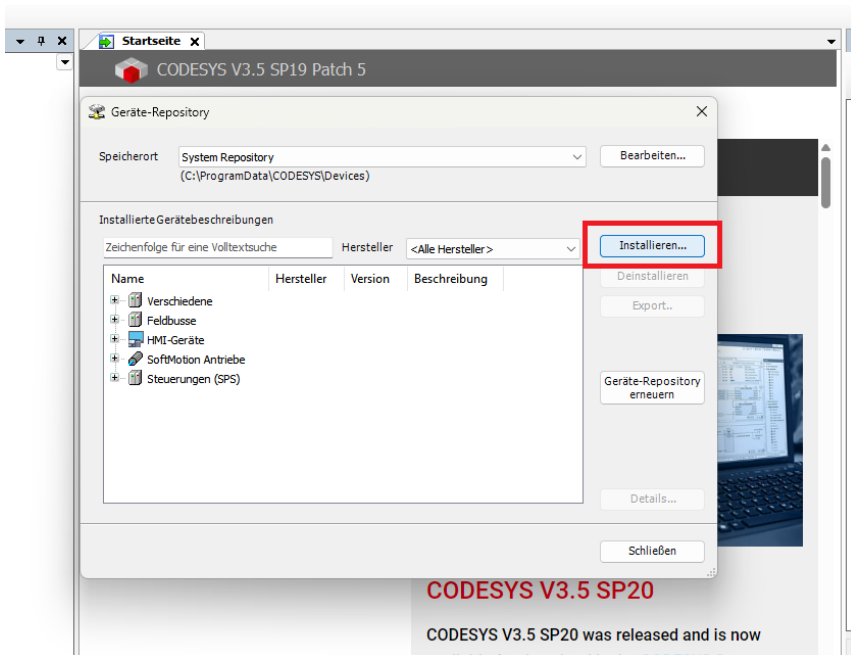 Startseite
CODESYS V3.5 SP19 Patch 5
Geräte-Repository
Speicherort
System Repository
Bearbeiten...
(C:\ProgramData\CODESYS\Devices)
Installierte Gerätebeschreibungen
Zeichenfolge für eine Volltextsuche
Hersteller
<Alle Hersteller>
Installieren...
Name
Hersteller
Version
Beschreibung
Deinstallieren
Verschiedene
Export..
Feldbusse
HMI-Geräte
SoftMotion Antriebe
Steuerungen (SPS)
Geräte-Repository
erneuern
Details...
Schließen
CODESYS V3.5 SP20
CODESYS V3.5 SP20 was released and is now